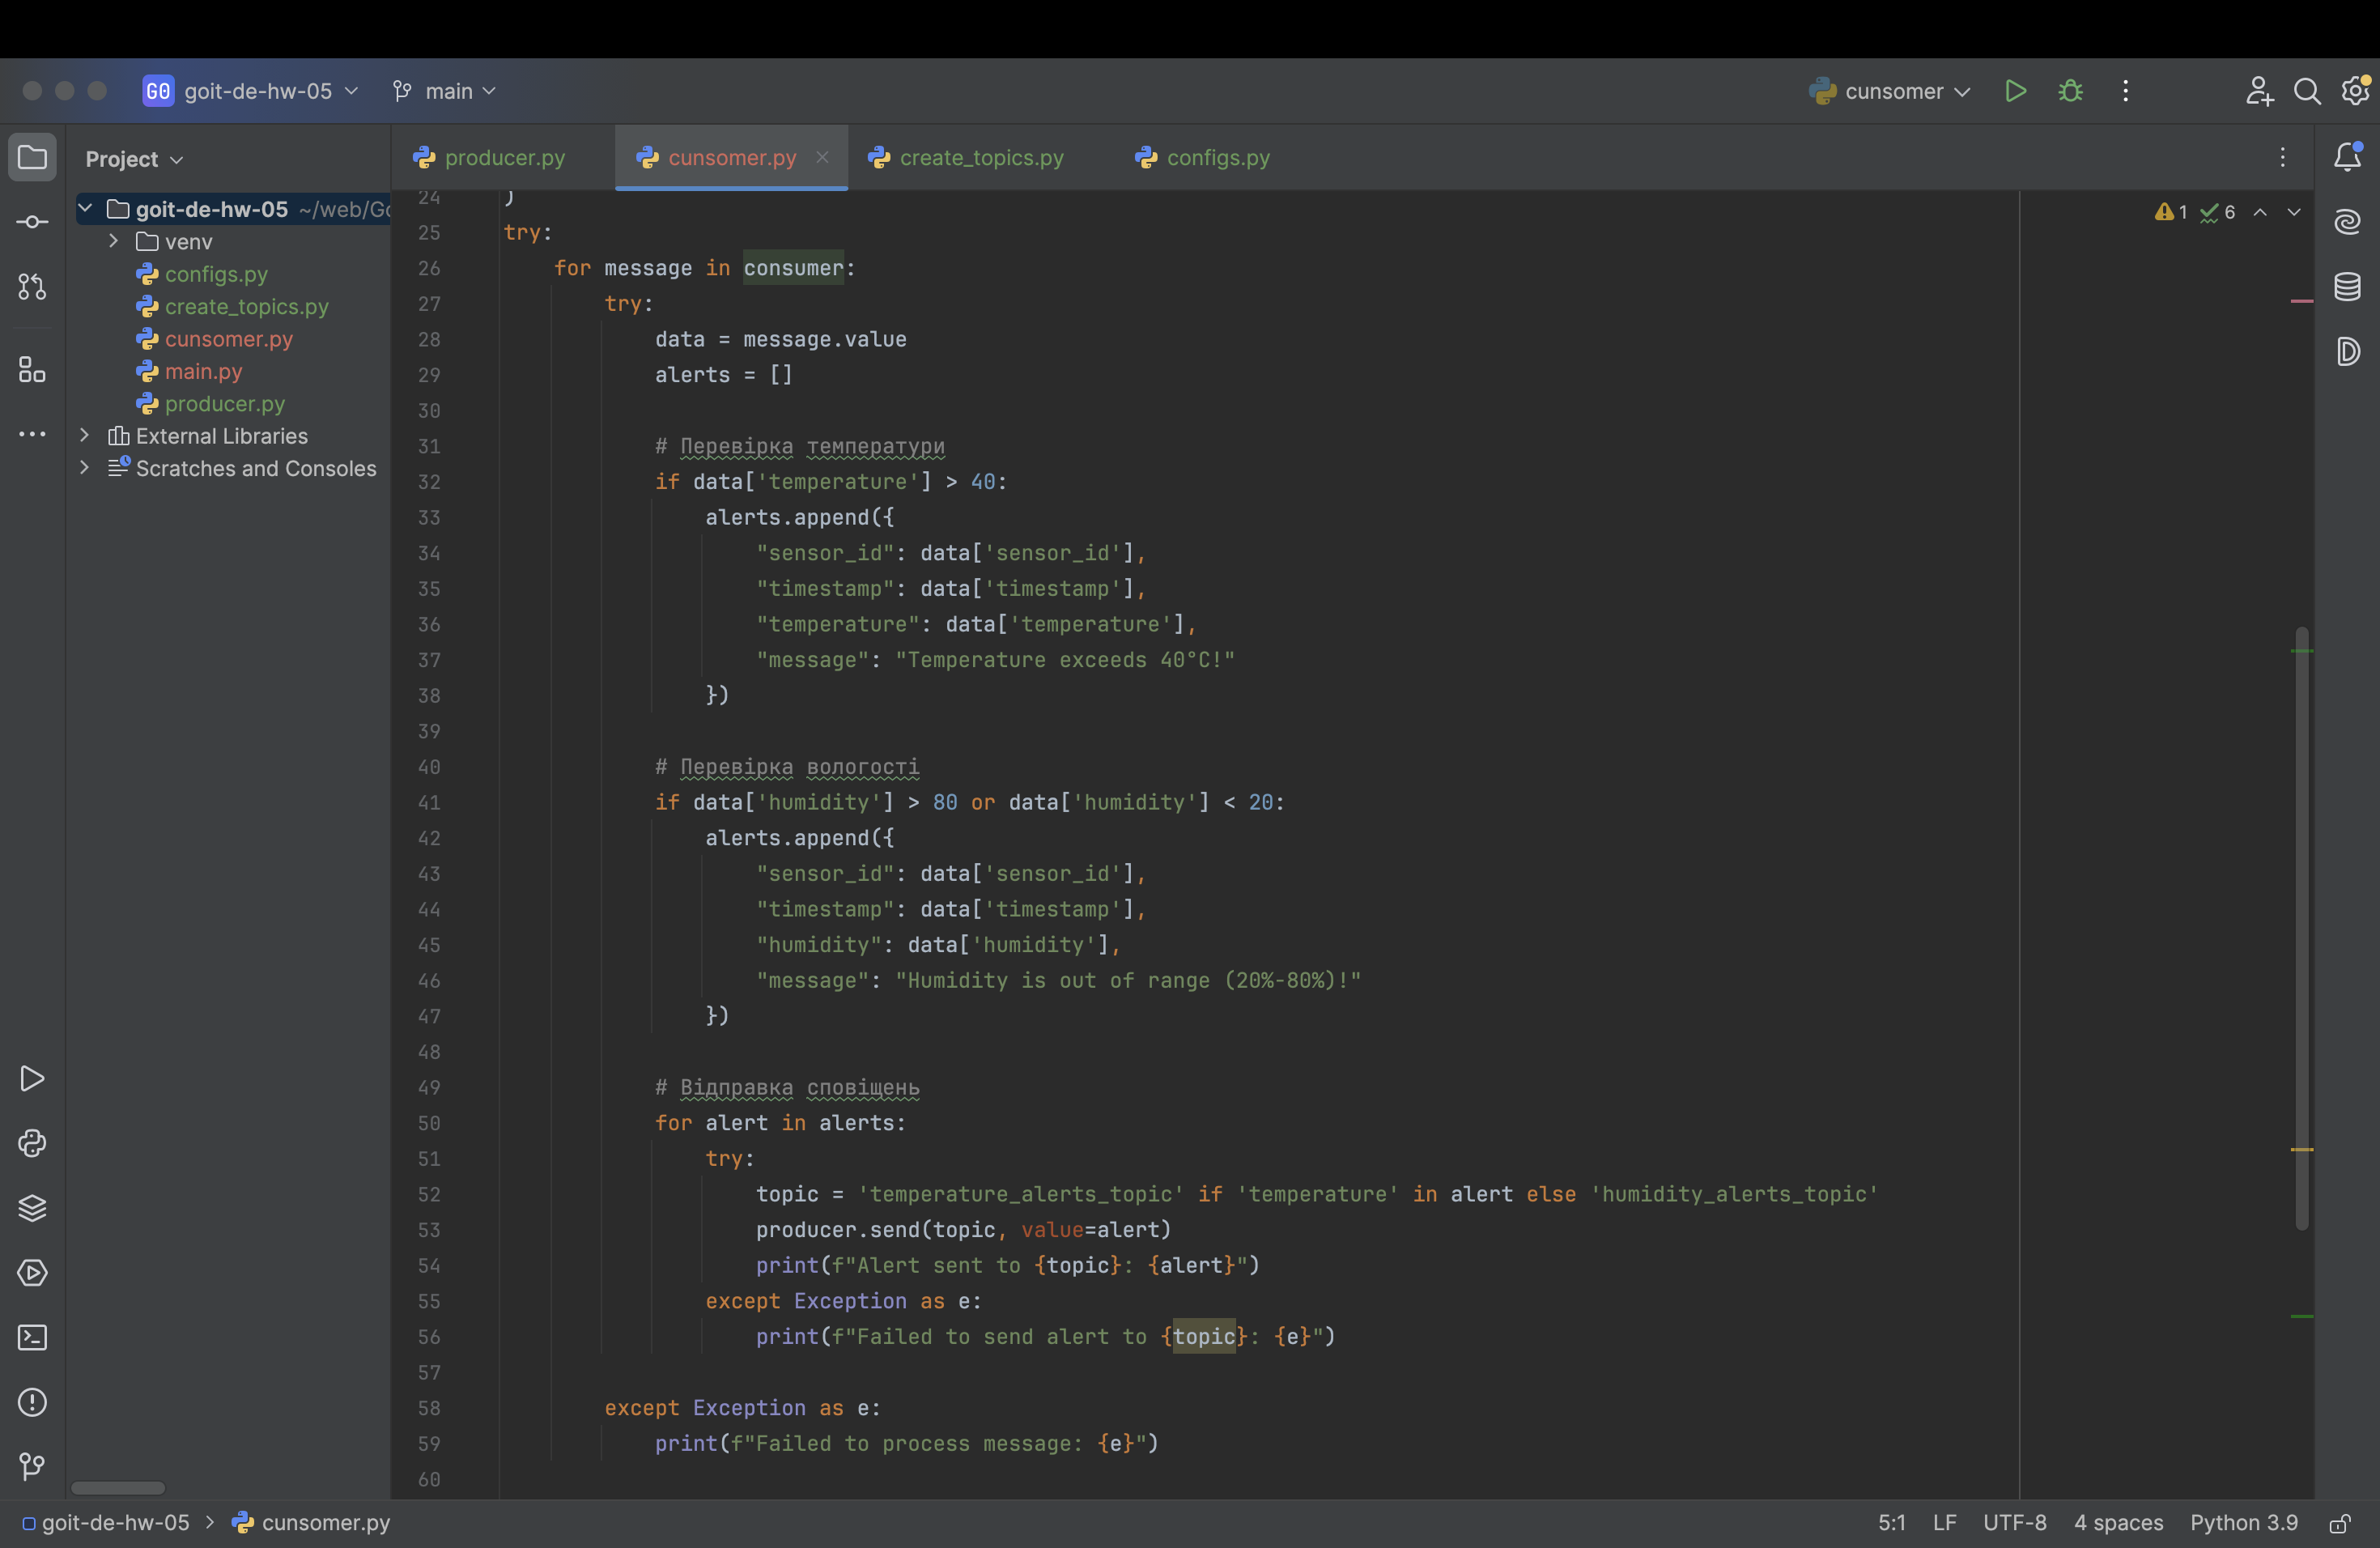 GO goit-de-hw-05 main cunsomer
Project
producer.py cunsomer.py create_topics.py configs.py
goit-de-hw-05 ~/web/Go
venv
configs.py
create_topics.py
cunsomer.py
main.py
producer.py
External Libraries
Scratches and Consoles
1 6
24 )
25 try:
26 for message in consumer:
27 try:
28 data = message.value
29 alerts = []
30
31 # Перевірка температури
32 if data['temperature'] > 40:
33 alerts.append({
34 "sensor_id": data['sensor_id'],
35 "timestamp": data['timestamp'],
36 "temperature": data['temperature'],
37 "message": "Temperature exceeds 40°C!"
38 })
39
40 # Перевірка вологості
41 if data['humidity'] > 80 or data['humidity'] < 20:
42 alerts.append({
43 "sensor_id": data['sensor_id'],
44 "timestamp": data['timestamp'],
45 "humidity": data['humidity'],
46 "message": "Humidity is out of range (20%-80%)!"
47 })
48
49 # Відправка сповіщень
50 for alert in alerts:
51 try:
52 topic = 'temperature_alerts_topic' if 'temperature' in alert else 'humidity_alerts_topic'
53 producer.send(topic, value=alert)
54 print(f"Alert sent to {topic}: {alert}")
55 except Exception as e:
56 print(f"Failed to send alert to {topic}: {e}")
57
58 except Exception as e:
59 print(f"Failed to process message: {e}")
60
goit-de-hw-05 > cunsomer.py 5:1 LF UTF-8 4 spaces Python 3.9